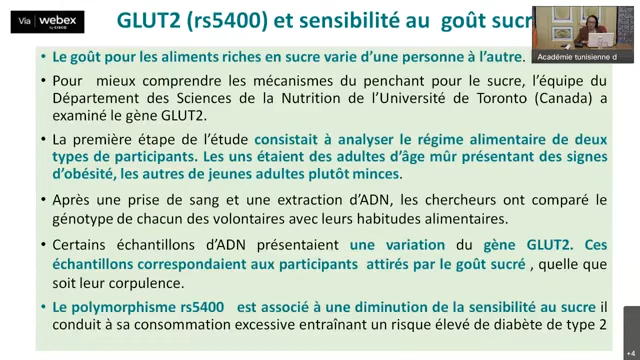 Via webex
by CISCO
GLUT2 (rs5400) et sensibilité au goût sucr
Académie tunisienne d
• Le goût pour les aliments riches en sucre varie d'une personne à l'autre.
• Pour mieux comprendre les mécanismes du penchant pour le sucre, l'équipe du
Département des Sciences de la Nutrition de l'Université de Toronto (Canada) a
examiné le gène GLUT2.
• La première étape de l'étude consistait à analyser le régime alimentaire de deux
types de participants. Les uns étaient des adultes d'âge mûr présentant des signes
d'obésité, les autres de jeunes adultes plutôt minces.
• Après une prise de sang et une extraction d'ADN, les chercheurs ont comparé le
génotype de chacun des volontaires avec leurs habitudes alimentaires.
• Certains échantillons d'ADN présentaient une variation du gène GLUT2. Ces
échantillons correspondaient aux participants attirés par le goût sucré , quelle que
soit leur corpulence.
• Le polymorphisme rs5400 est associé à une diminution de la sensibilité au sucre il
conduit à sa consommation excessive entraînant un risque élevé de diabète de type 2
+4